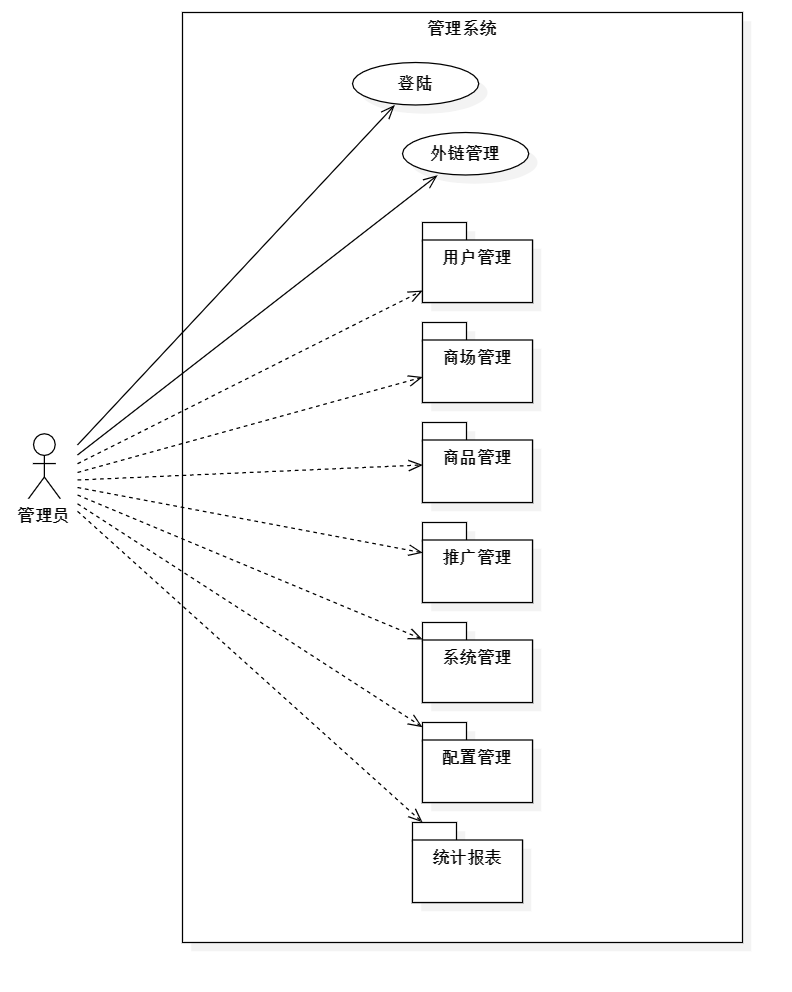 管理系统
登陆
外链管理
用户管理
商场管理
商品管理
管理员
推广管理
系统管理
配置管理
统计报表